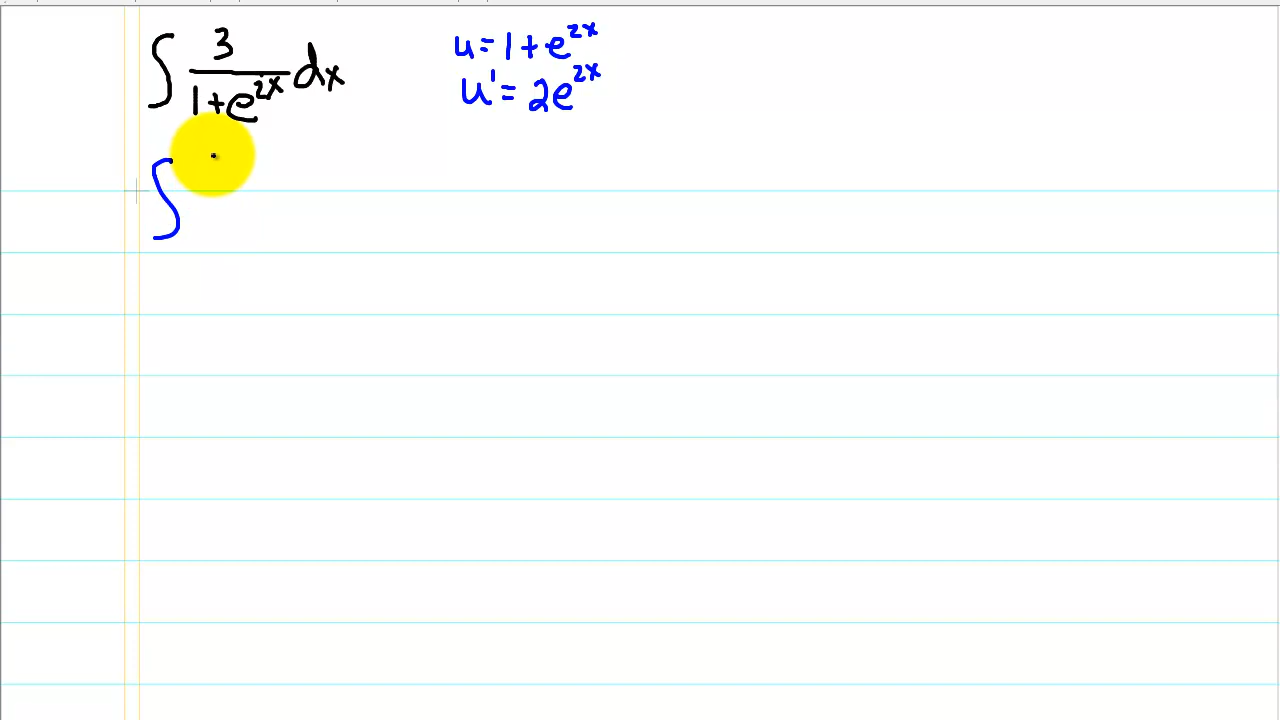 ∫ 3/(1+e^{2x}) dx
u = 1 + e^{2x}
u' = 2e^{2x}
∫